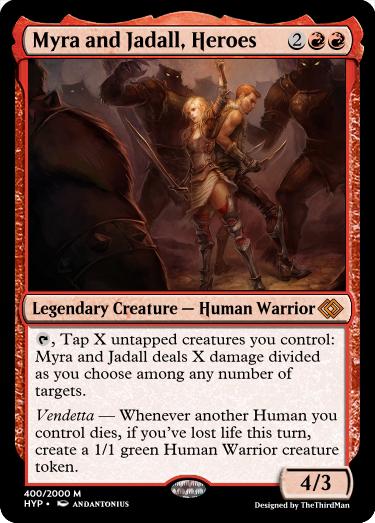 Myra and Jadall, Heroes 2
Legendary Creature — Human Warrior
, Tap X untapped creatures you control:
Myra and Jadall deals X damage divided
as you choose among any number of
targets.
Vendetta — Whenever another Human you
control dies, if you've lost life this turn,
create a 1/1 green Human Warrior creature
token.
4/3
400/2000 M
HYP • ANDANTONIUS
Designed by TheThirdMan